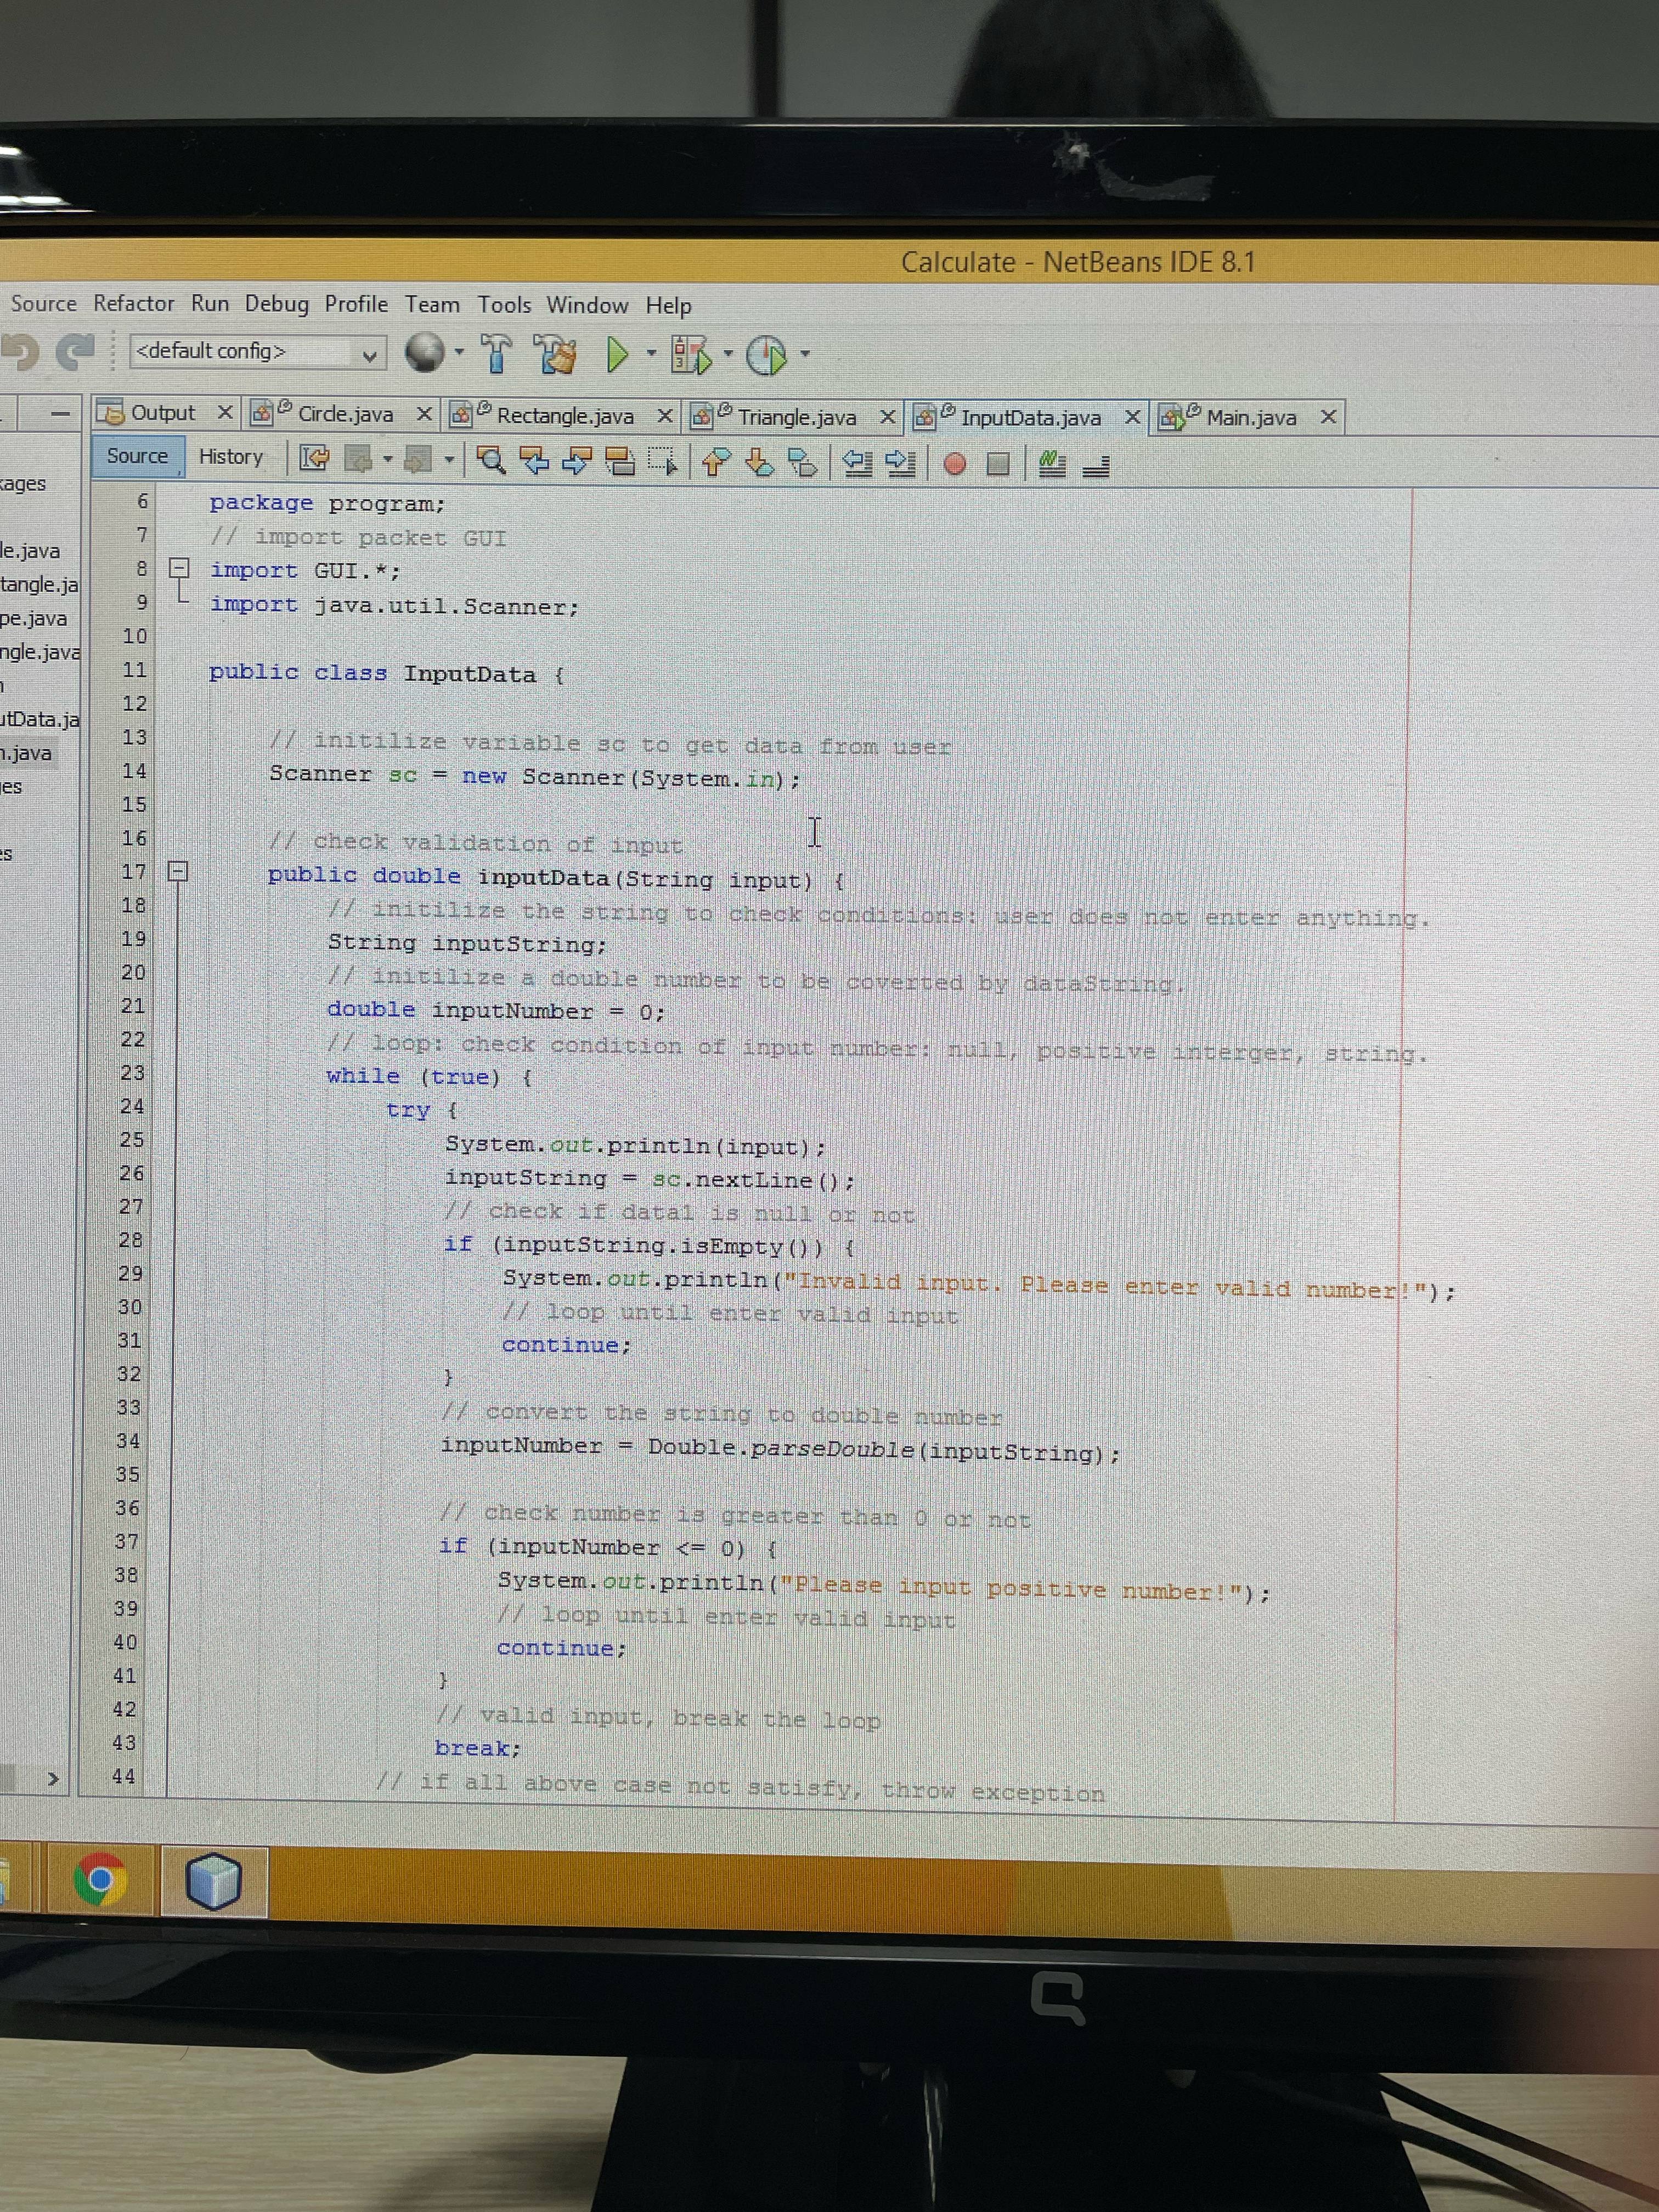 Calculate - NetBeans IDE 8.1
Source Refactor Run Debug Profile Team Tools Window Help
<default config>
Output Circle.java Rectangle.java Triangle.java InputData.java Main.java
Source History
kages
le.java
tangle.ja
pe.java
ngle.java
utData.ja
n.java
es
s
6 package program;
7 // import packet GUI
8 import GUI.*;
9 import java.util.Scanner;
10
11 public class InputData {
12
13 // initilize variable sc to get data from user
14 Scanner sc = new Scanner(System.in);
15
16 // check validation of input
17 public double inputData(String input) {
18 // initilize the string to check conditions: user does not enter anything.
19 String inputString;
20 // initilize a double number to be coverted by dataString.
21 double inputNumber = 0;
22 // loop: check condition of input number: null, positive interger, string.
23 while (true) {
24 try {
25 System.out.println(input);
26 inputString = sc.nextLine();
27 // check if data1 is null or not
28 if (inputString.isEmpty()) {
29 System.out.println("Invalid input. Please enter valid number!");
30 // loop until enter valid input
31 continue;
32 }
33 // convert the string to double number
34 inputNumber = Double.parseDouble(inputString);
35
36 // check number is greater than 0 or not
37 if (inputNumber <= 0) {
38 System.out.println("Please input positive number!");
39 // loop until enter valid input
40 continue;
41 }
42 // valid input, break the loop
43 break;
44 // if all above case not satisfy, throw exception